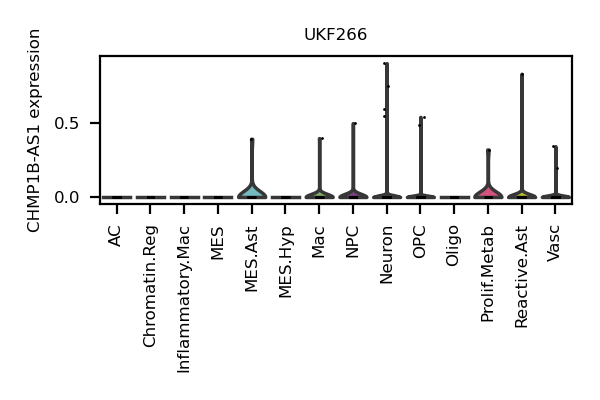 UKF266
CHMP1B-AS1 expression
0.5
0.0
AC
Chromatin.Reg
Inflammatory.Mac
MES
MES.Ast
MES.Hyp
Mac
NPC
Neuron
OPC
Oligo
Prolif.Metab
Reactive.Ast
Vasc